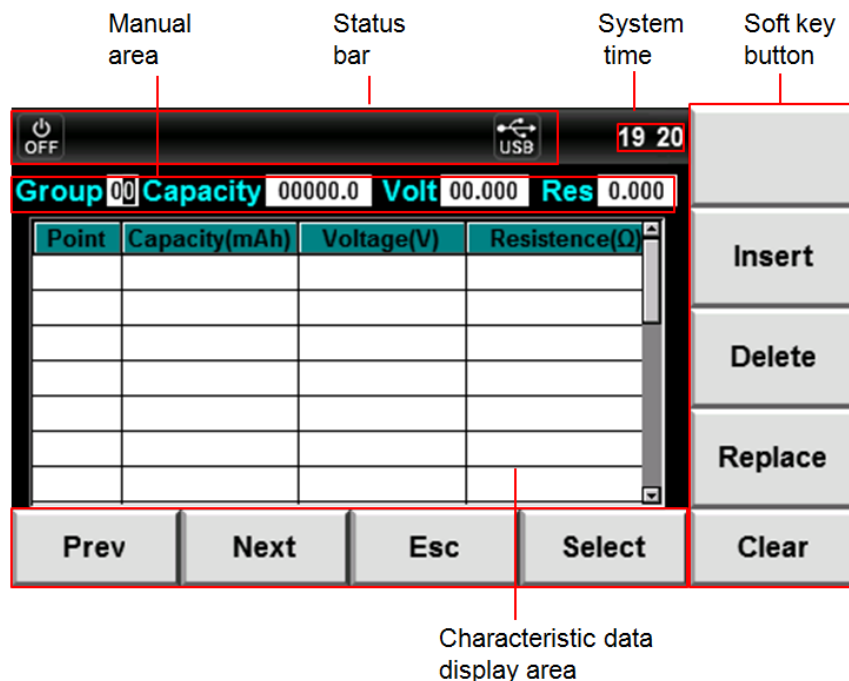 Manual area
Status bar
System time
Soft key button
OFF
USB
19 20
Group 00 Capacity 00000.0 Volt 00.000 Res 0.000
Point Capacity(mAh) Voltage(V) Resistence(Ω)
Insert
Delete
Replace
Prev Next Esc Select Clear
Characteristic data
display area